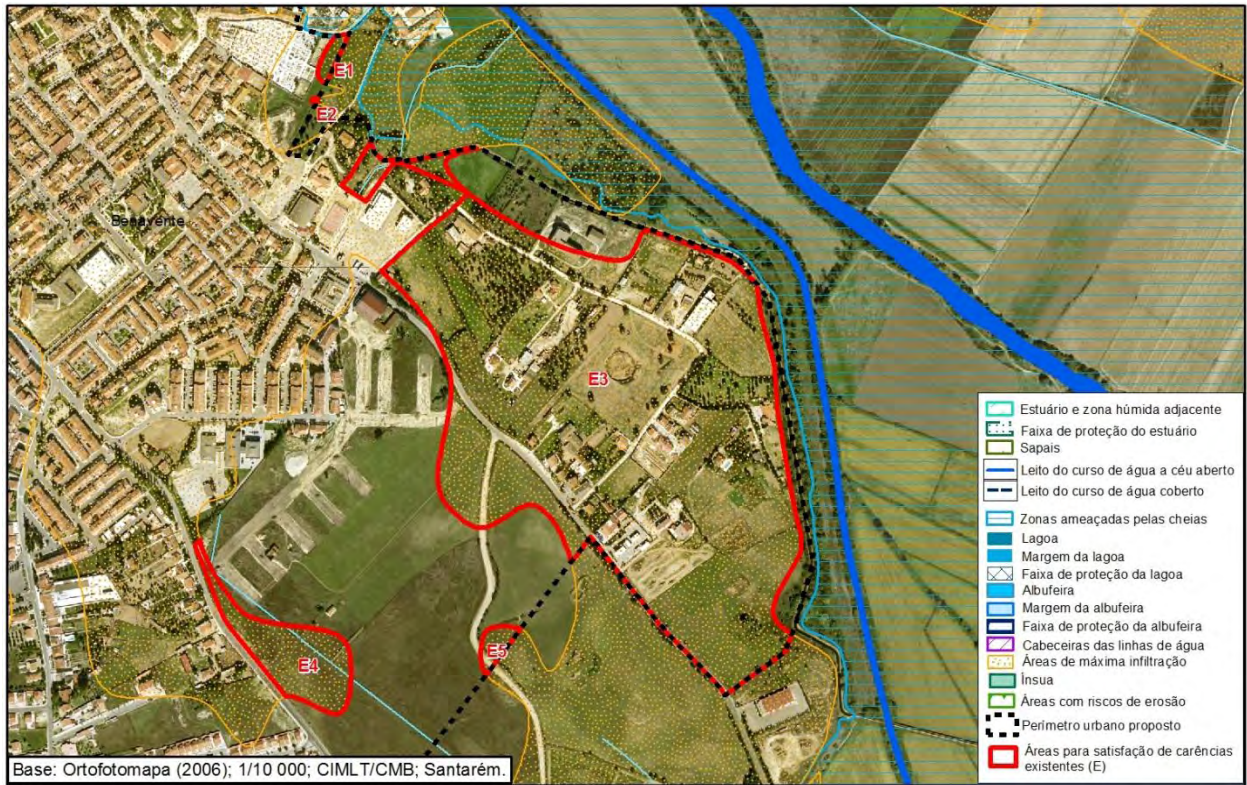 E1
E2
Benavente
E3
E4
E5
Estuário e zona húmida adjacente
Faixa de proteção do estuário
Sapais
Leito do curso de água a céu aberto
Leito do curso de água coberto
Zonas ameaçadas pelas cheias
Lagoa
Margem da lagoa
Faixa de proteção da lagoa
Albufeira
Margem da albufeira
Faixa de proteção da albufeira
Cabeceiras das linhas de água
Áreas de máxima infiltração
Ínsua
Áreas com riscos de erosão
Perímetro urbano proposto
Áreas para satisfação de carências
existentes (E)
Base: Ortofotomapa (2006); 1/10 000; CIMLT/CMB; Santarém.